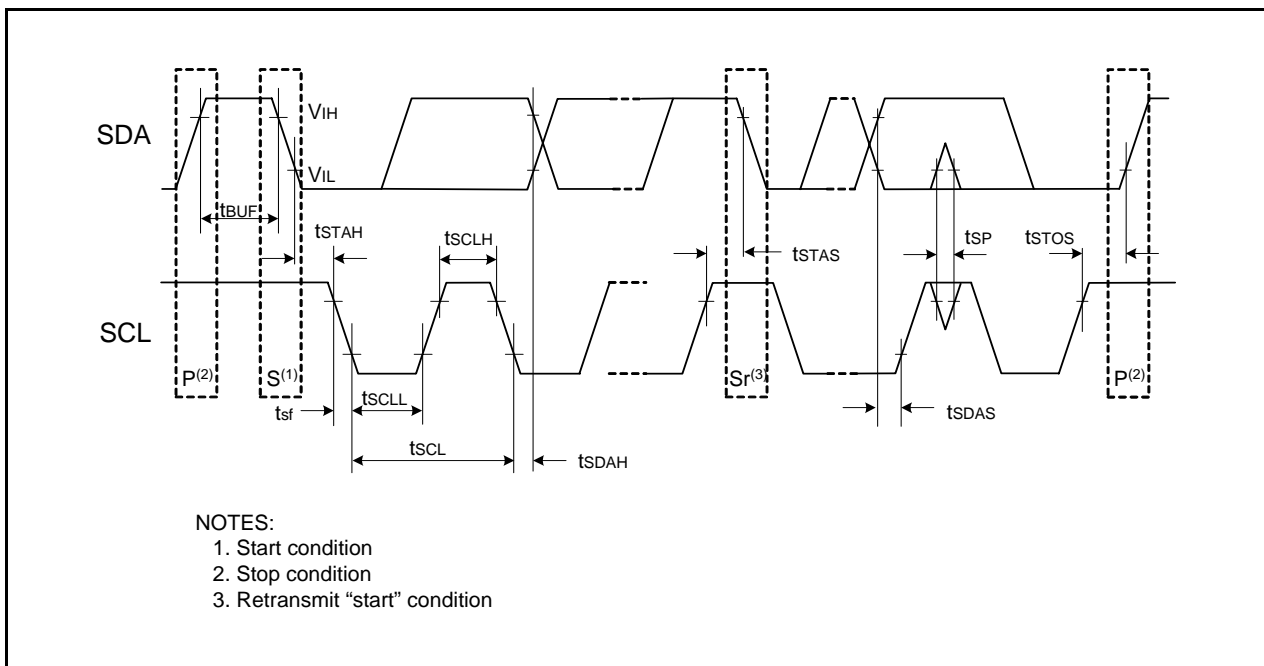 SDA
VIH
VIL
tBUF
tSTAH
tSCLH
tSTAS
tSP
tSTOS
SCL
P(2)
S(1)
Sr(3)
P(2)
tsf
tSCLL
tSDAS
tSCL
tSDAH
NOTES:
1. Start condition
2. Stop condition
3. Retransmit “start” condition